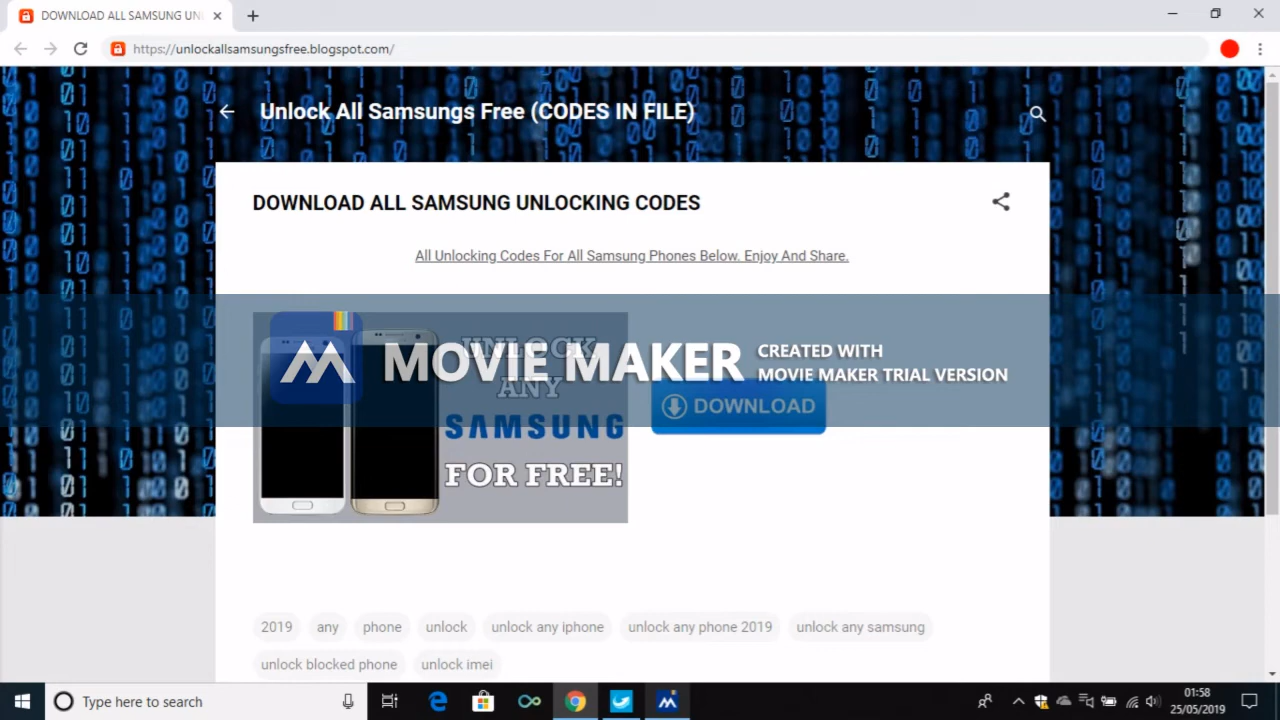 DOWNLOAD ALL SAMSUNG UN
https://unlockallsamsungsfree.blogspot.com/
Unlock All Samsungs Free (CODES IN FILE)
DOWNLOAD ALL SAMSUNG UNLOCKING CODES
All Unlocking Codes For All Samsung Phones Below. Enjoy And Share.
UNLOCK
ANY
SAMSUNG
FOR FREE!
MOVIE MAKER
CREATED WITH
MOVIE MAKER TRIAL VERSION
DOWNLOAD
2019 any phone unlock unlock any iphone unlock any phone 2019 unlock any samsung
unlock blocked phone unlock imei
Type here to search
01:58
25/05/2019